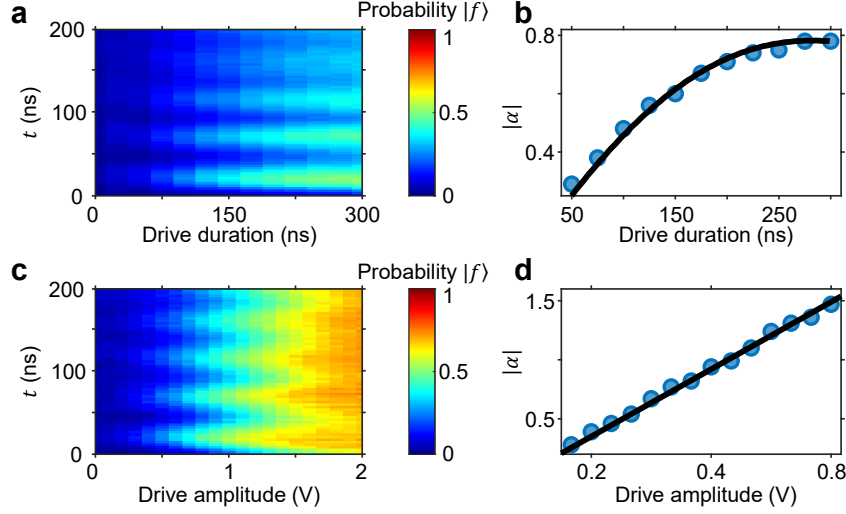 a
Probability |f⟩
200
100
0
t (ns)
0
150
300
Drive duration (ns)
1
0.5
0
b
0.8
0.4
|α|
50
150
250
Drive duration (ns)
c
Probability |f⟩
200
100
0
t (ns)
0
1
2
Drive amplitude (V)
1
0.5
0
d
1.5
0.5
|α|
0.2
0.4
0.8
Drive amplitude (V)